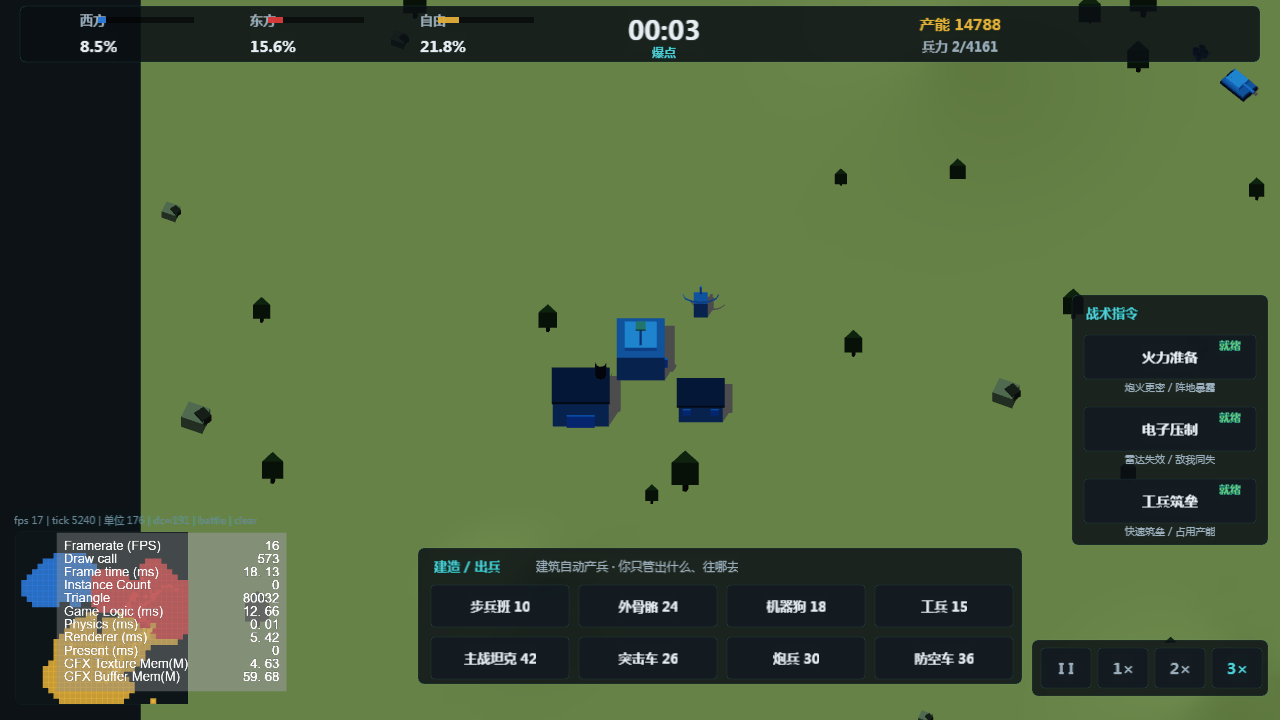 西方
8.5%
东方
15.6%
自由
21.8%
00:03
爆点
产能 14788
兵力 2/4161
战术指令
火力准备
就绪
炮火更密 / 阵地暴露
电子压制
就绪
雷达失效 / 敌我同失
工兵筑垒
就绪
快速筑垒 / 占用产能
fps 17 | tick 5240 | 单位 176 | dc=191 | battle | clear
Framerate (FPS) 16
Draw call 573
Frame time (ms) 18.13
Instance Count 0
Triangle 80032
Game Logic (ms) 12.66
Physics (ms) 0.01
Renderer (ms) 5.42
Present (ms) 0
GFX Texture Mem(M) 4.63
GFX Buffer Mem(M) 59.68
建造 / 出兵 建筑自动产兵 · 你只管出什么、往哪去
步兵班 10 外骨骼 24 机器狗 18 工兵 15
主战坦克 42 突击车 26 炮兵 30 防空车 36
II 1× 2× 3×